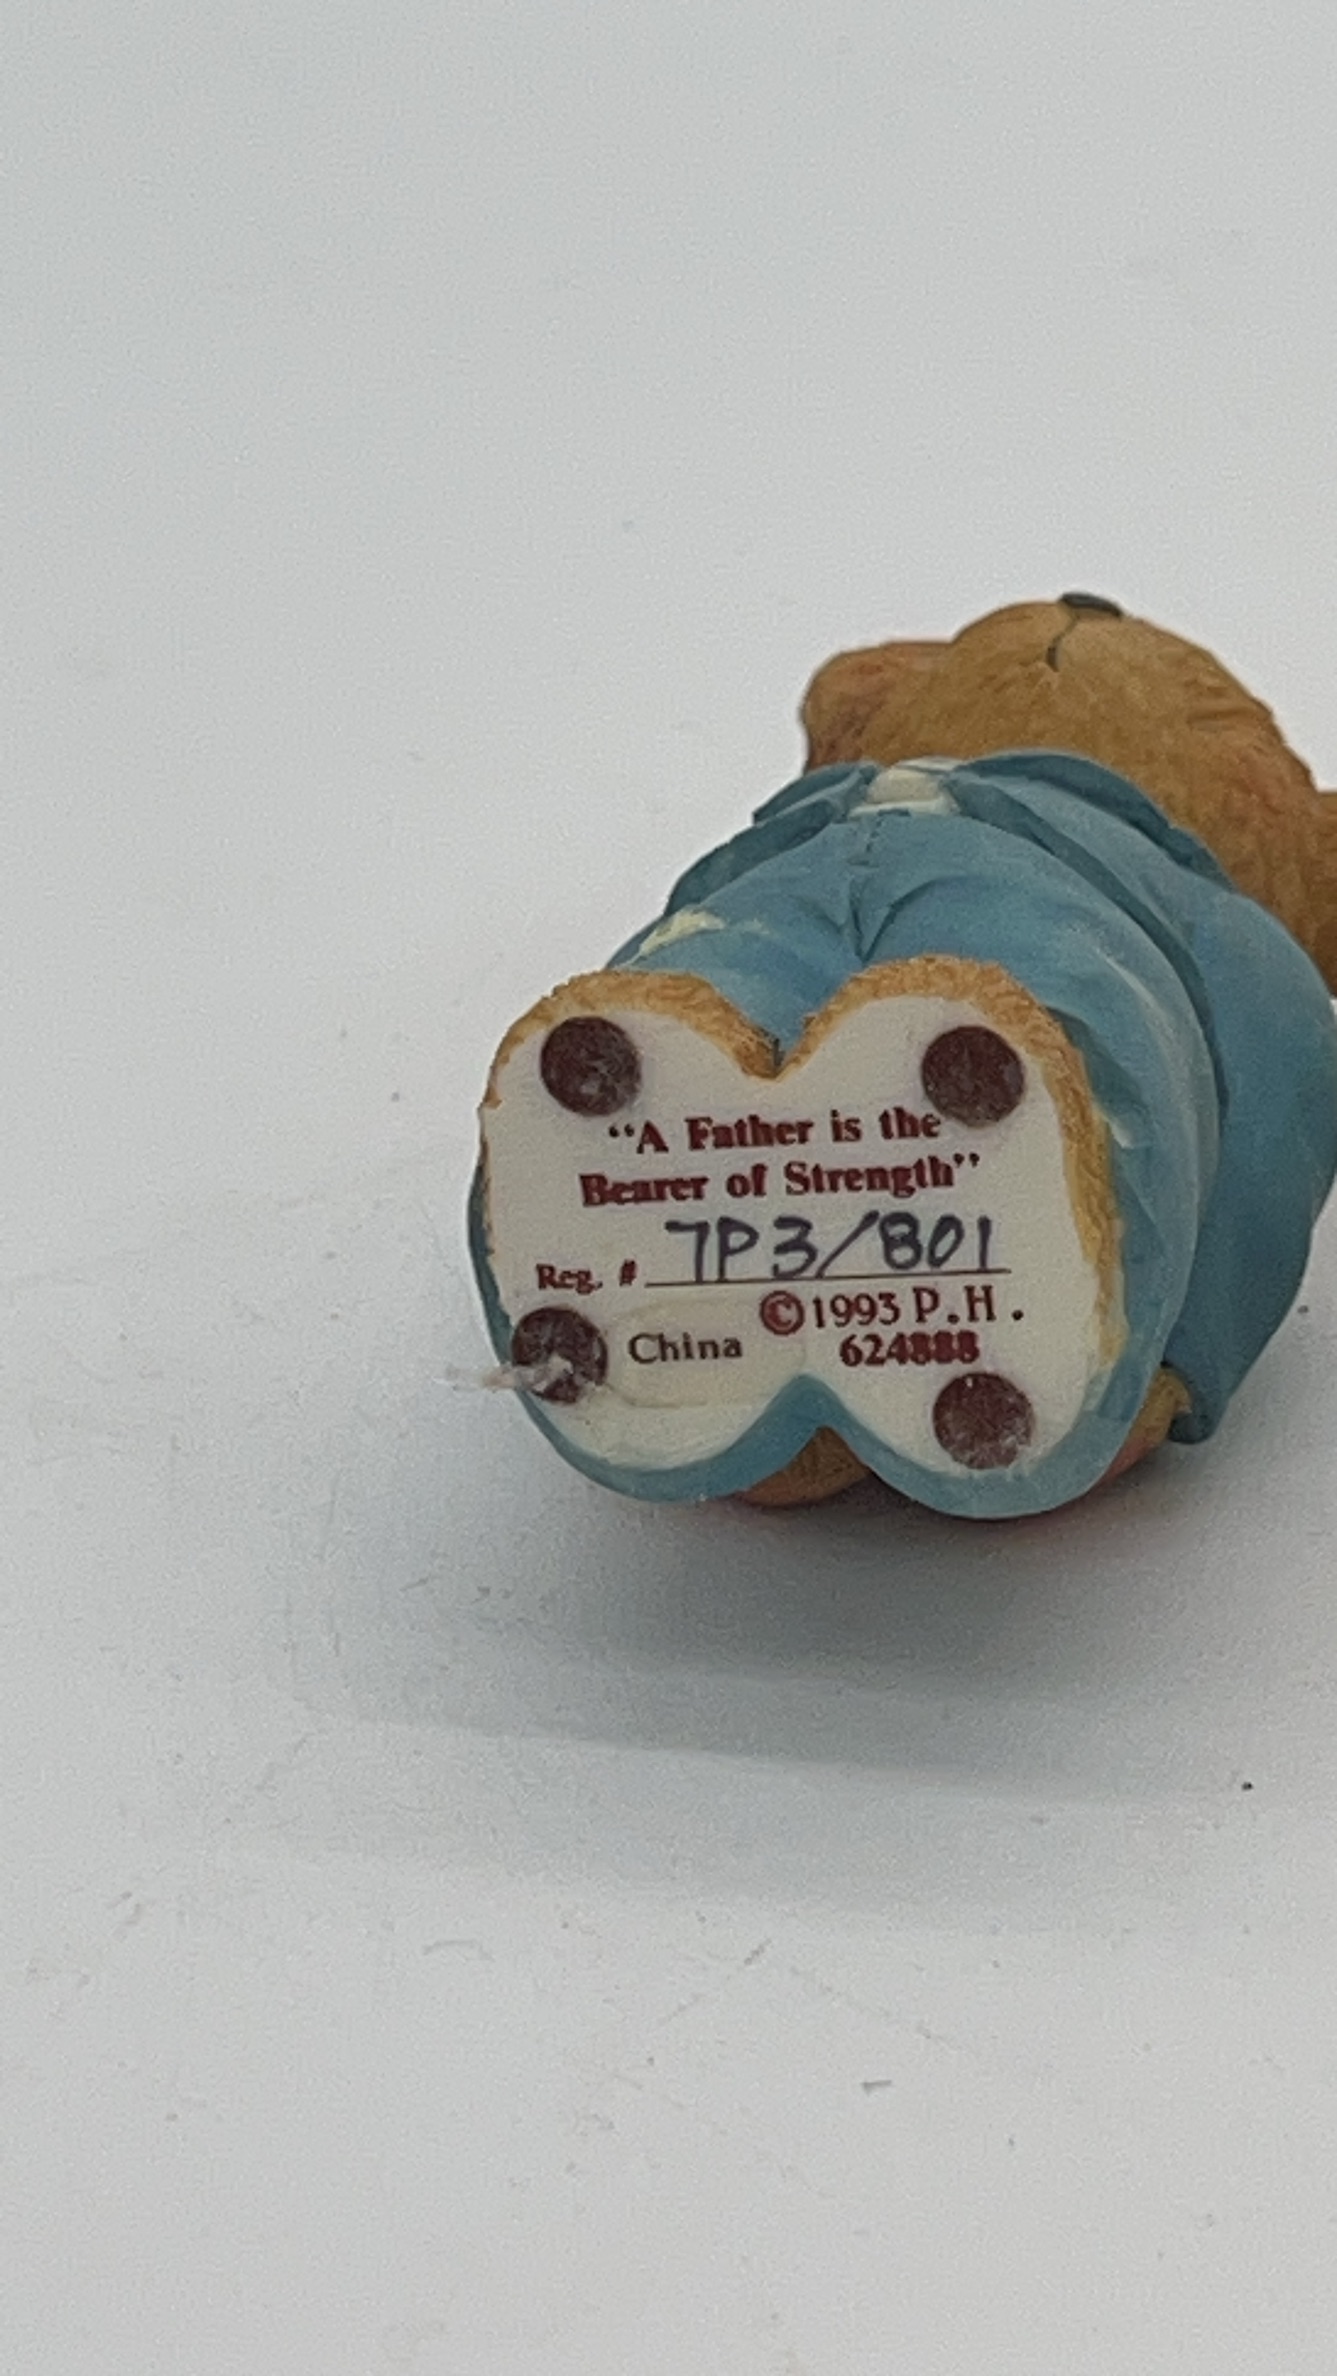 “A Father is the
Bearer of Strength”
Reg. # 7P3/801
©1993 P.H.
China 624888